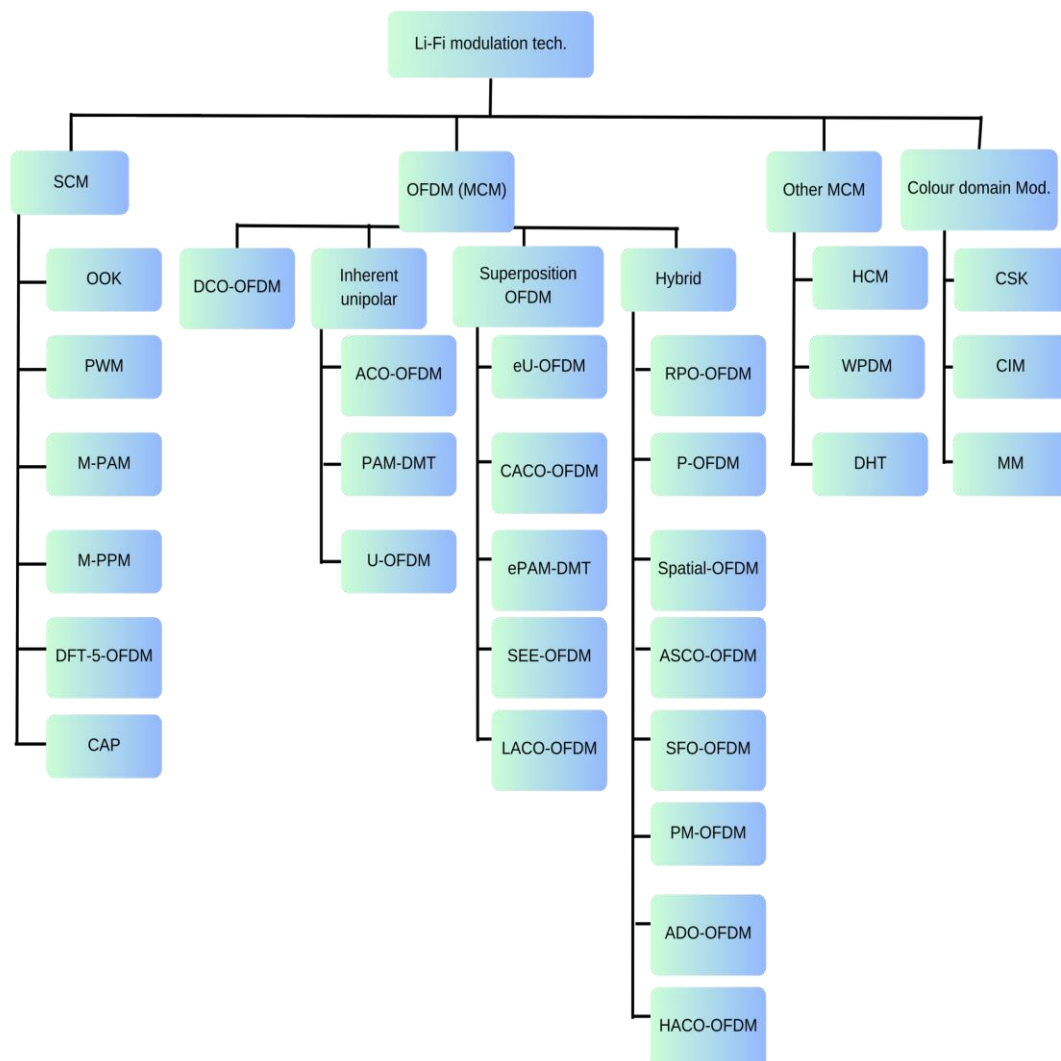 Li-Fi modulation tech.
SCM
OFDM (MCM)
Other MCM
Colour domain Mod.
OOK
PWM
M-PAM
M-PPM
DFT-5-OFDM
CAP
DCO-OFDM
Inherent
unipolar
ACO-OFDM
PAM-DMT
U-OFDM
Superposition
OFDM
eU-OFDM
CACO-OFDM
ePAM-DMT
SEE-OFDM
LACO-OFDM
Hybrid
RPO-OFDM
P-OFDM
Spatial-OFDM
ASCO-OFDM
SFO-OFDM
PM-OFDM
ADO-OFDM
HACO-OFDM
HCM
WPDM
DHT
CSK
CIM
MM